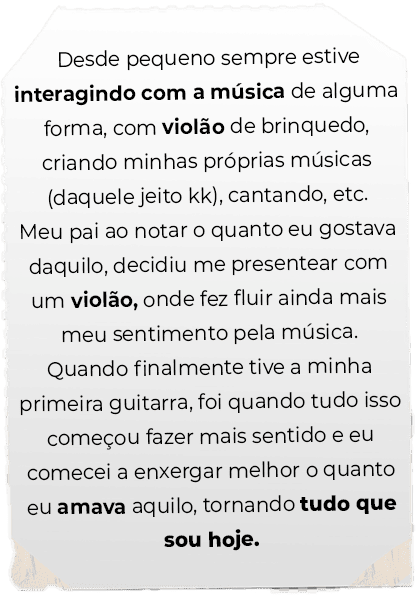 Desde pequeno sempre estive
interagindo com a música de alguma
forma, com violão de brinquedo,
criando minhas próprias músicas
(daquele jeito kk), cantando, etc.
Meu pai ao notar o quanto eu gostava
daquilo, decidiu me presentear com
um violão, onde fez fluir ainda mais
meu sentimento pela música.
Quando finalmente tive a minha
primeira guitarra, foi quando tudo isso
começou fazer mais sentido e eu
comecei a enxergar melhor o quanto
eu amava aquilo, tornando tudo que
sou hoje.